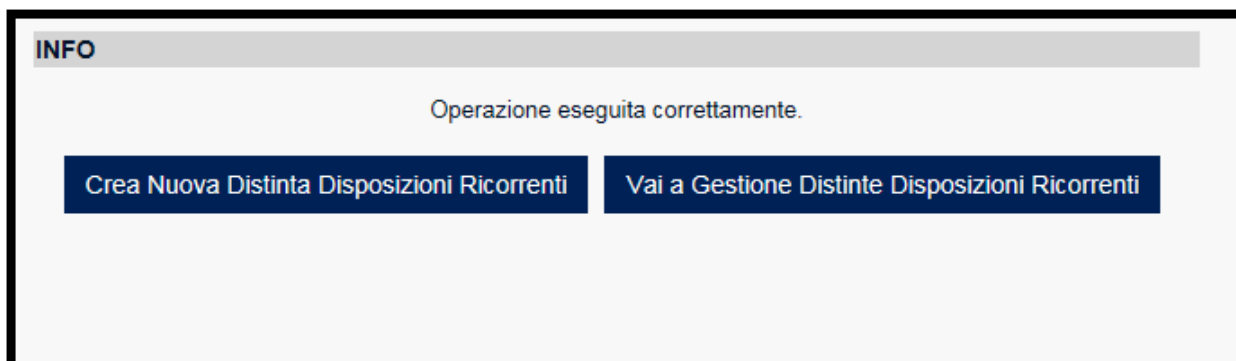 INFO
Operazione eseguita correttamente.
Crea Nuova Distinta Disposizioni Ricorrenti
Vai a Gestione Distinte Disposizioni Ricorrenti